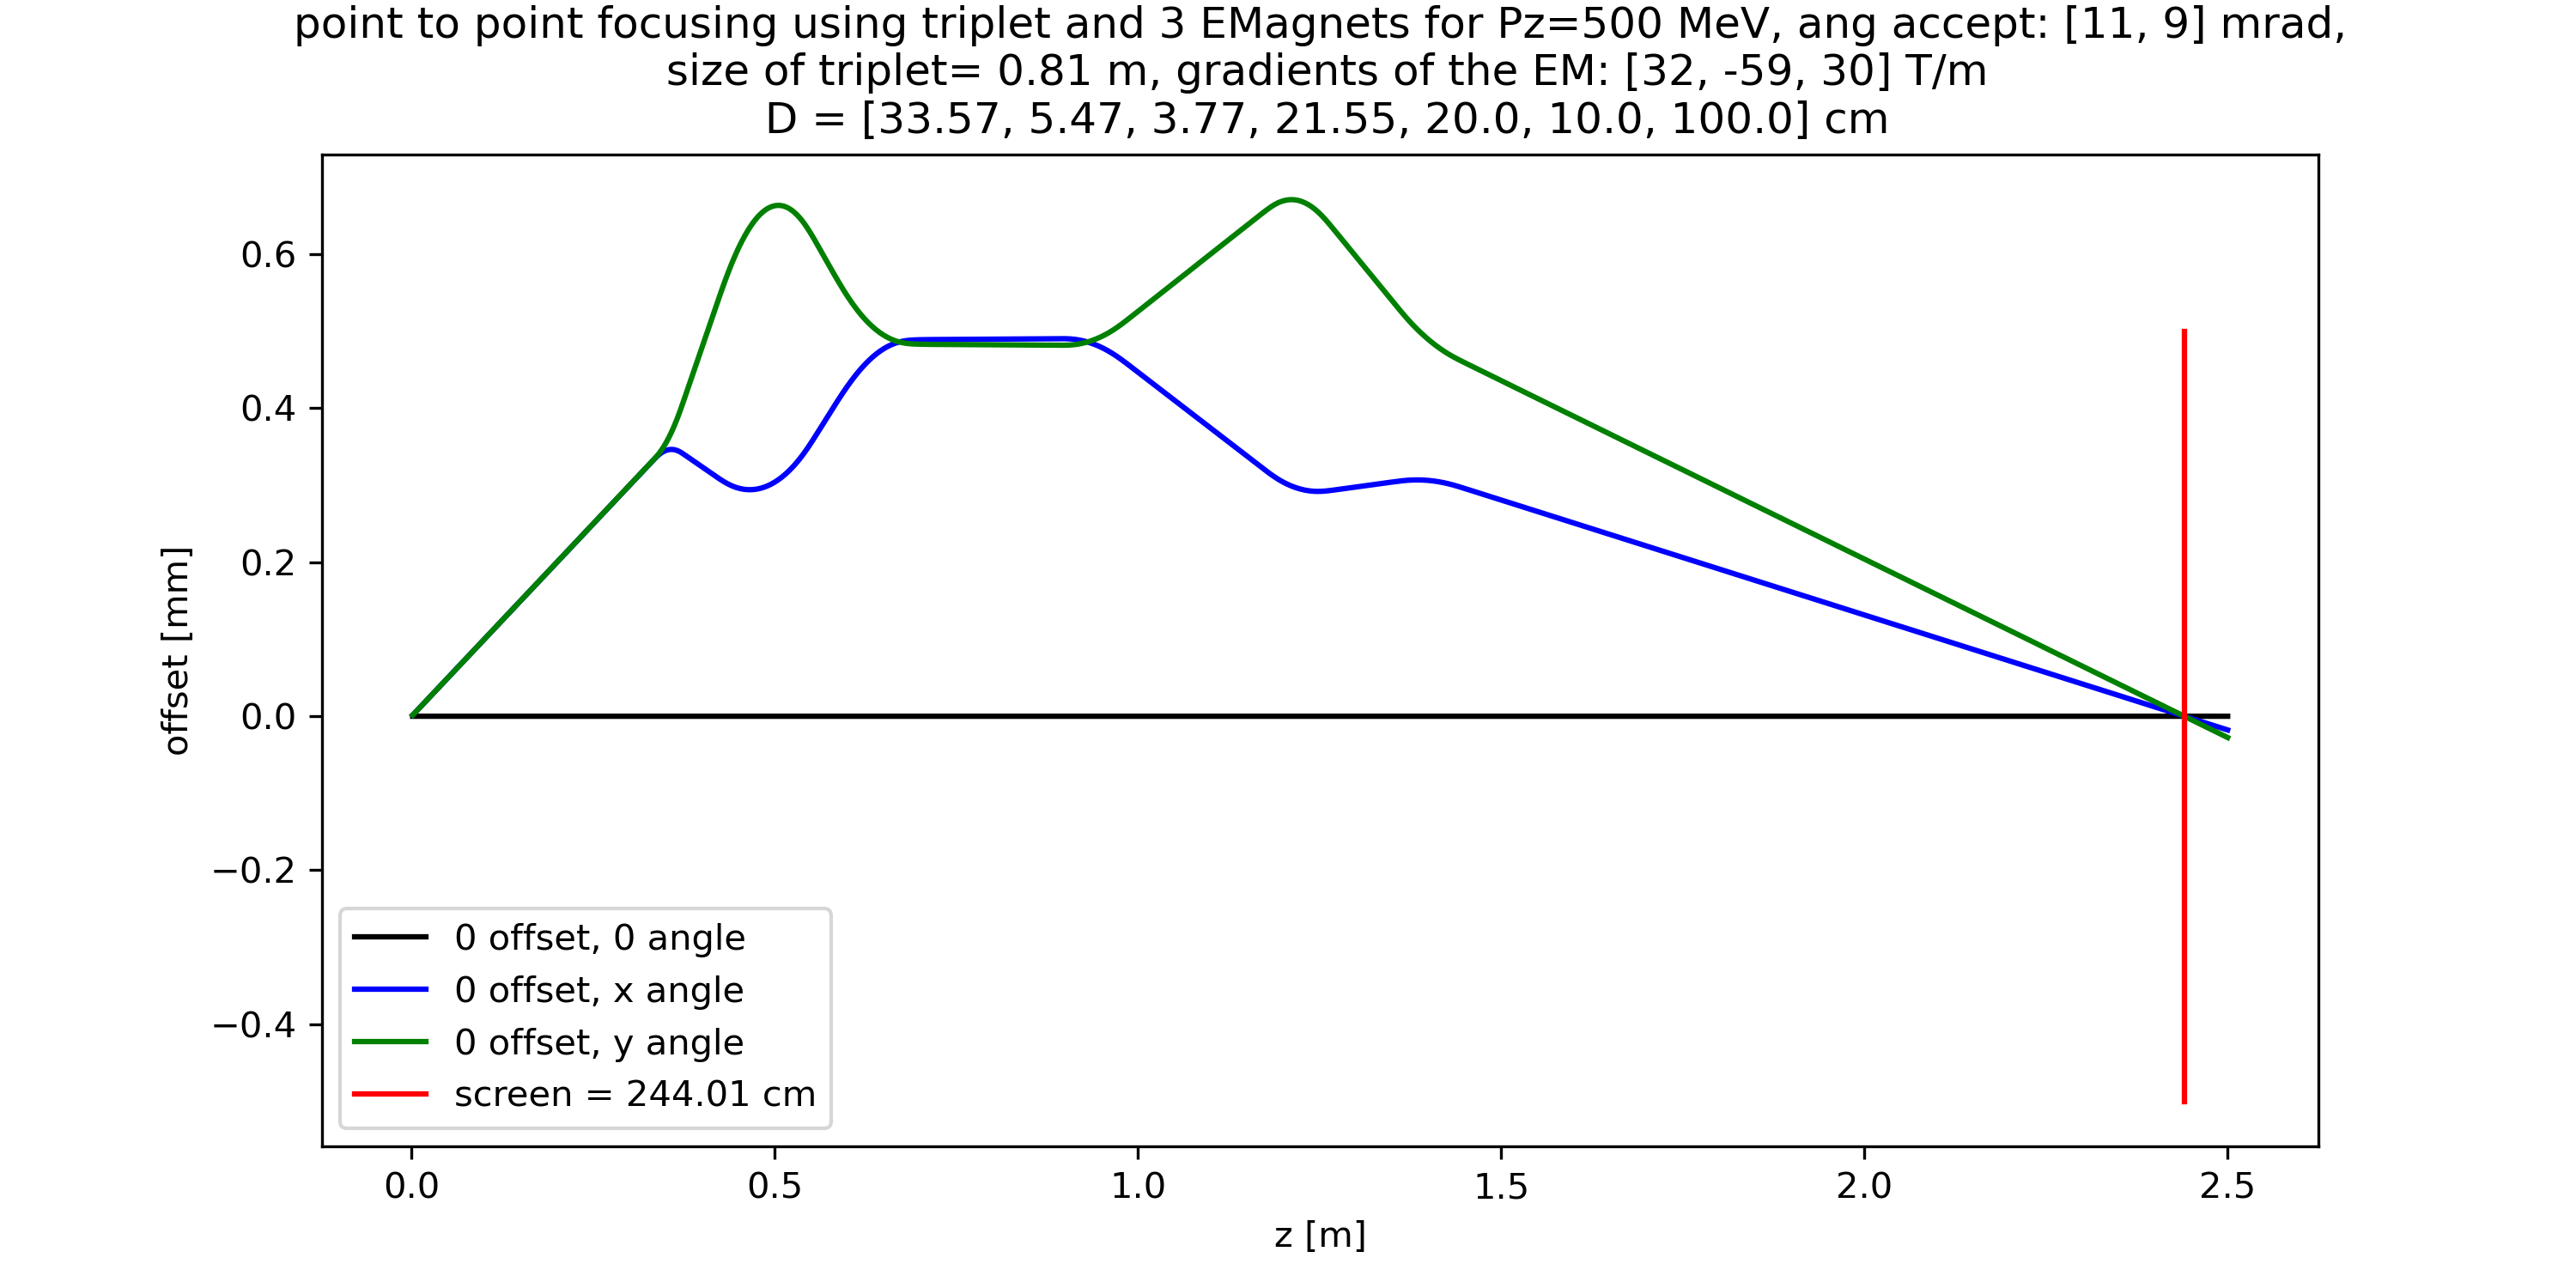 point to point focusing using triplet and 3 EMagnets for Pz=500 MeV, ang accept: [11, 9] mrad,
size of triplet= 0.81 m, gradients of the EM: [32, -59, 30] T/m
D = [33.57, 5.47, 3.77, 21.55, 20.0, 10.0, 100.0] cm
offset [mm]
0.6
0.4
0.2
0.0
−0.2
−0.4
0 offset, 0 angle
0 offset, x angle
0 offset, y angle
screen = 244.01 cm
0.0 0.5 1.0 1.5 2.0 2.5
z [m]